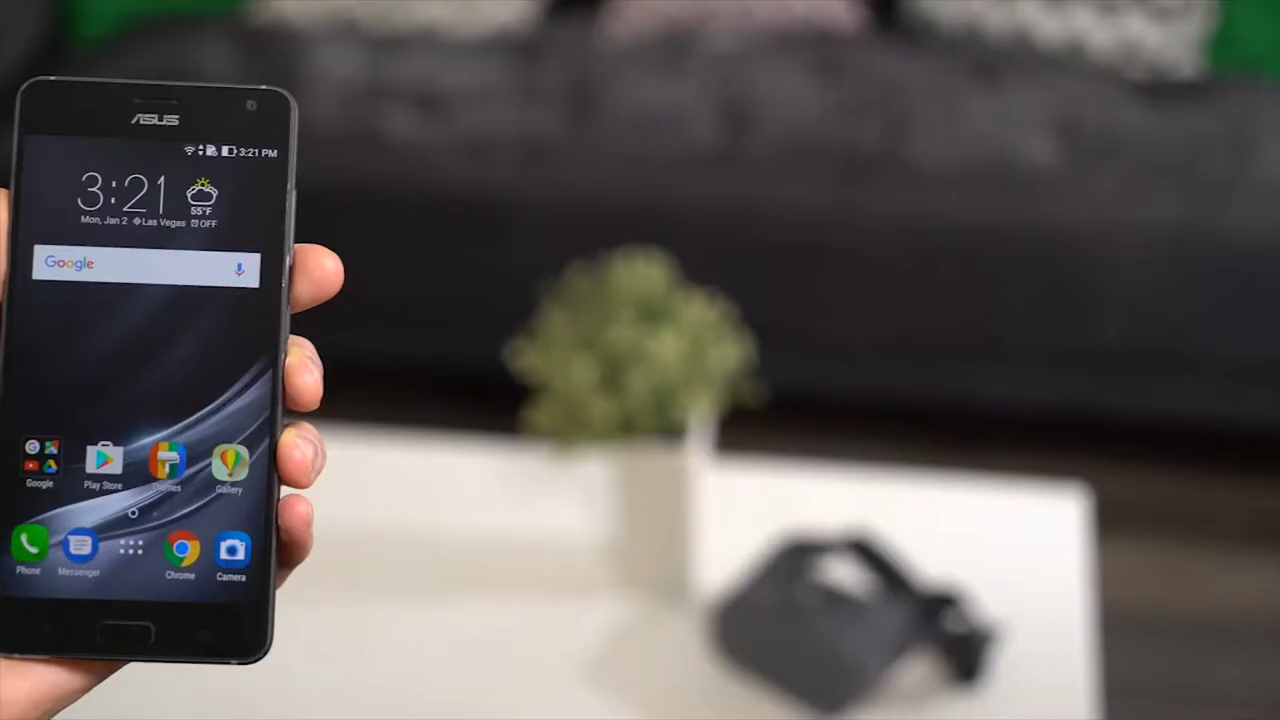 ASUS
3:21 PM
3:21
55°F
Mon, Jan 2 Las Vegas OFF
Google
Google
Play Store
Themes
Gallery
Phone
Messenger
Chrome
Camera